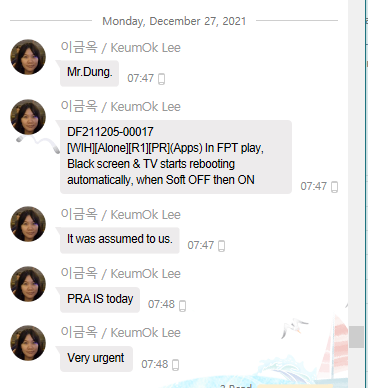 Monday, December 27, 2021
이금옥 / KeumOk Lee
Mr.Dung.
07:47
이금옥 / KeumOk Lee
DF211205-00017
[WIH][Alone][R1][PR](Apps) In FPT play,
Black screen & TV starts rebooting
automatically, when Soft OFF then ON
07:47
이금옥 / KeumOk Lee
It was assumed to us.
07:47
이금옥 / KeumOk Lee
PRA IS today
07:48
이금옥 / KeumOk Lee
Very urgent
07:48